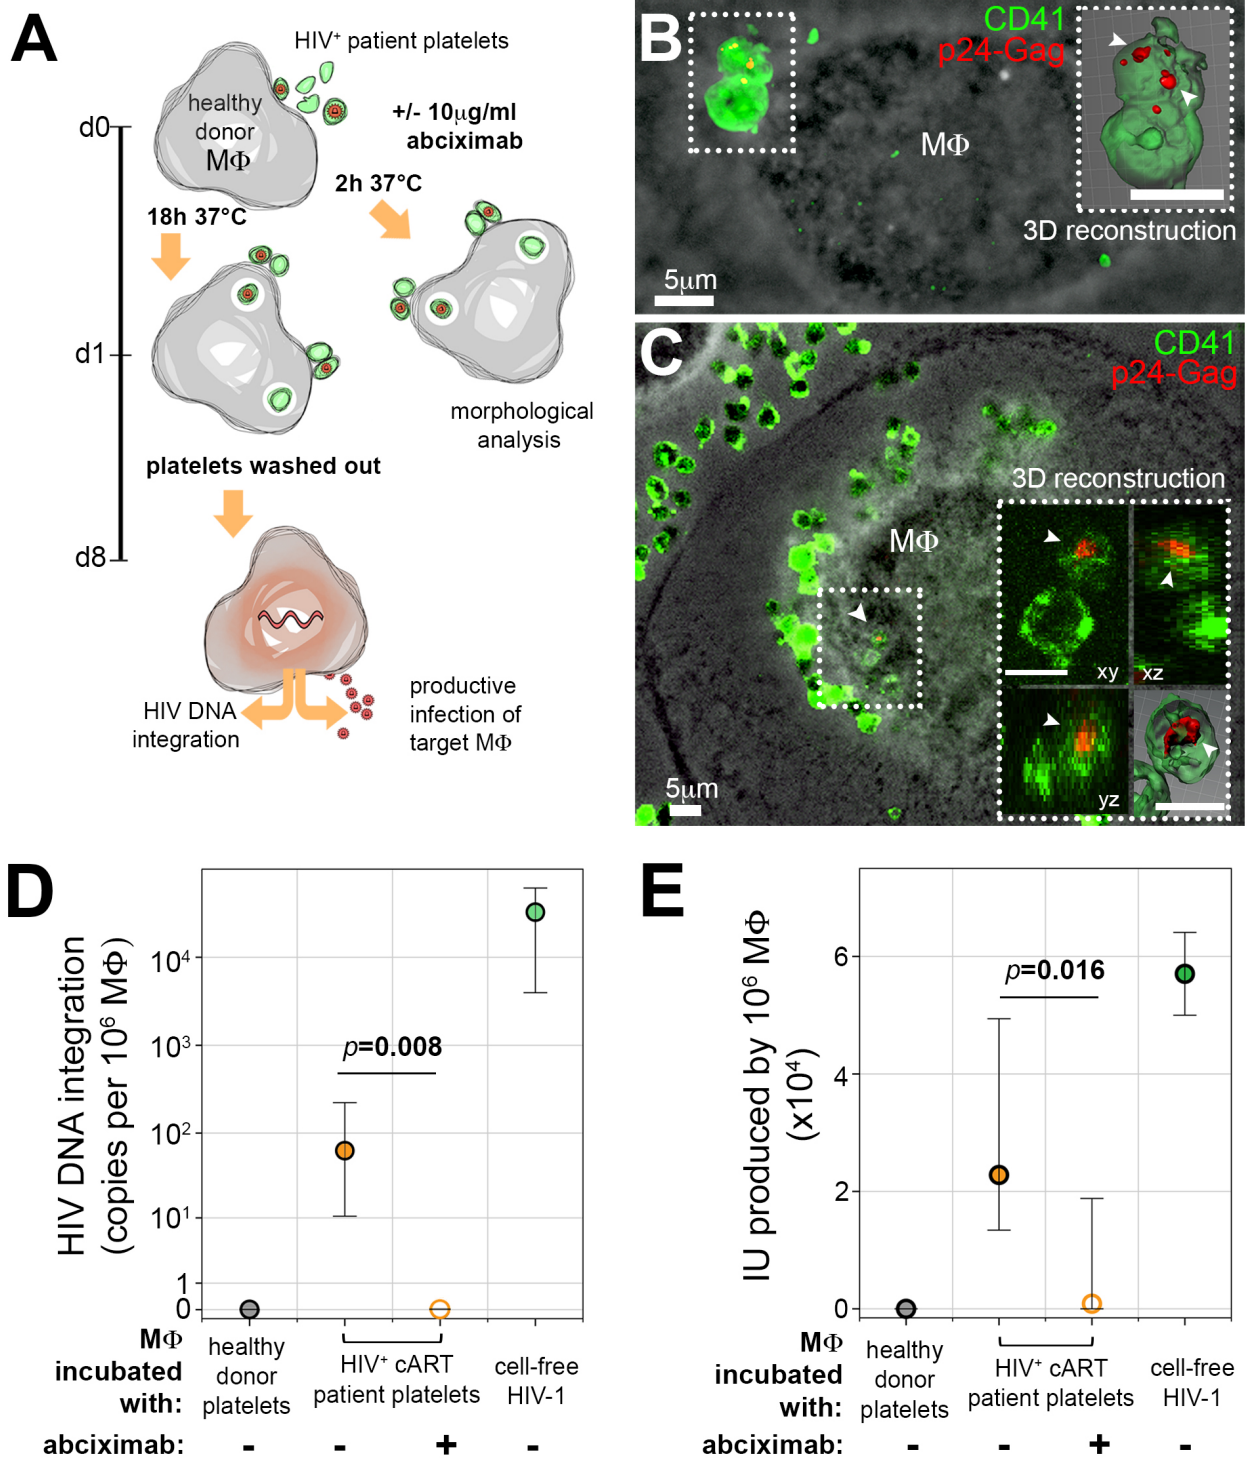 A
HIV⁺ patient platelets
healthy
donor
MΦ
+/- 10µg/ml
abciximab
d0
2h 37°C
18h 37°C
d1
morphological
analysis
platelets washed out
d8
HIV DNA
integration
productive
infection of
target MΦ
B
CD41
p24-Gag
MΦ
3D reconstruction
5µm
C
CD41
p24-Gag
3D reconstruction
MΦ
xy
xz
yz
5µm
D
HIV DNA integration
(copies per 10⁶ MΦ)
10⁴
10³
10²
10¹
1
0
p=0.008
MΦ
incubated
with:
healthy
donor
platelets
HIV⁺ cART
patient platelets
cell-free
HIV-1
abciximab: - - + -
E
IU produced by 10⁶ MΦ
(x10⁴)
6
4
2
0
p=0.016
MΦ
incubated
with:
healthy
donor
platelets
HIV⁺ cART
patient platelets
cell-free
HIV-1
abciximab: - - + -